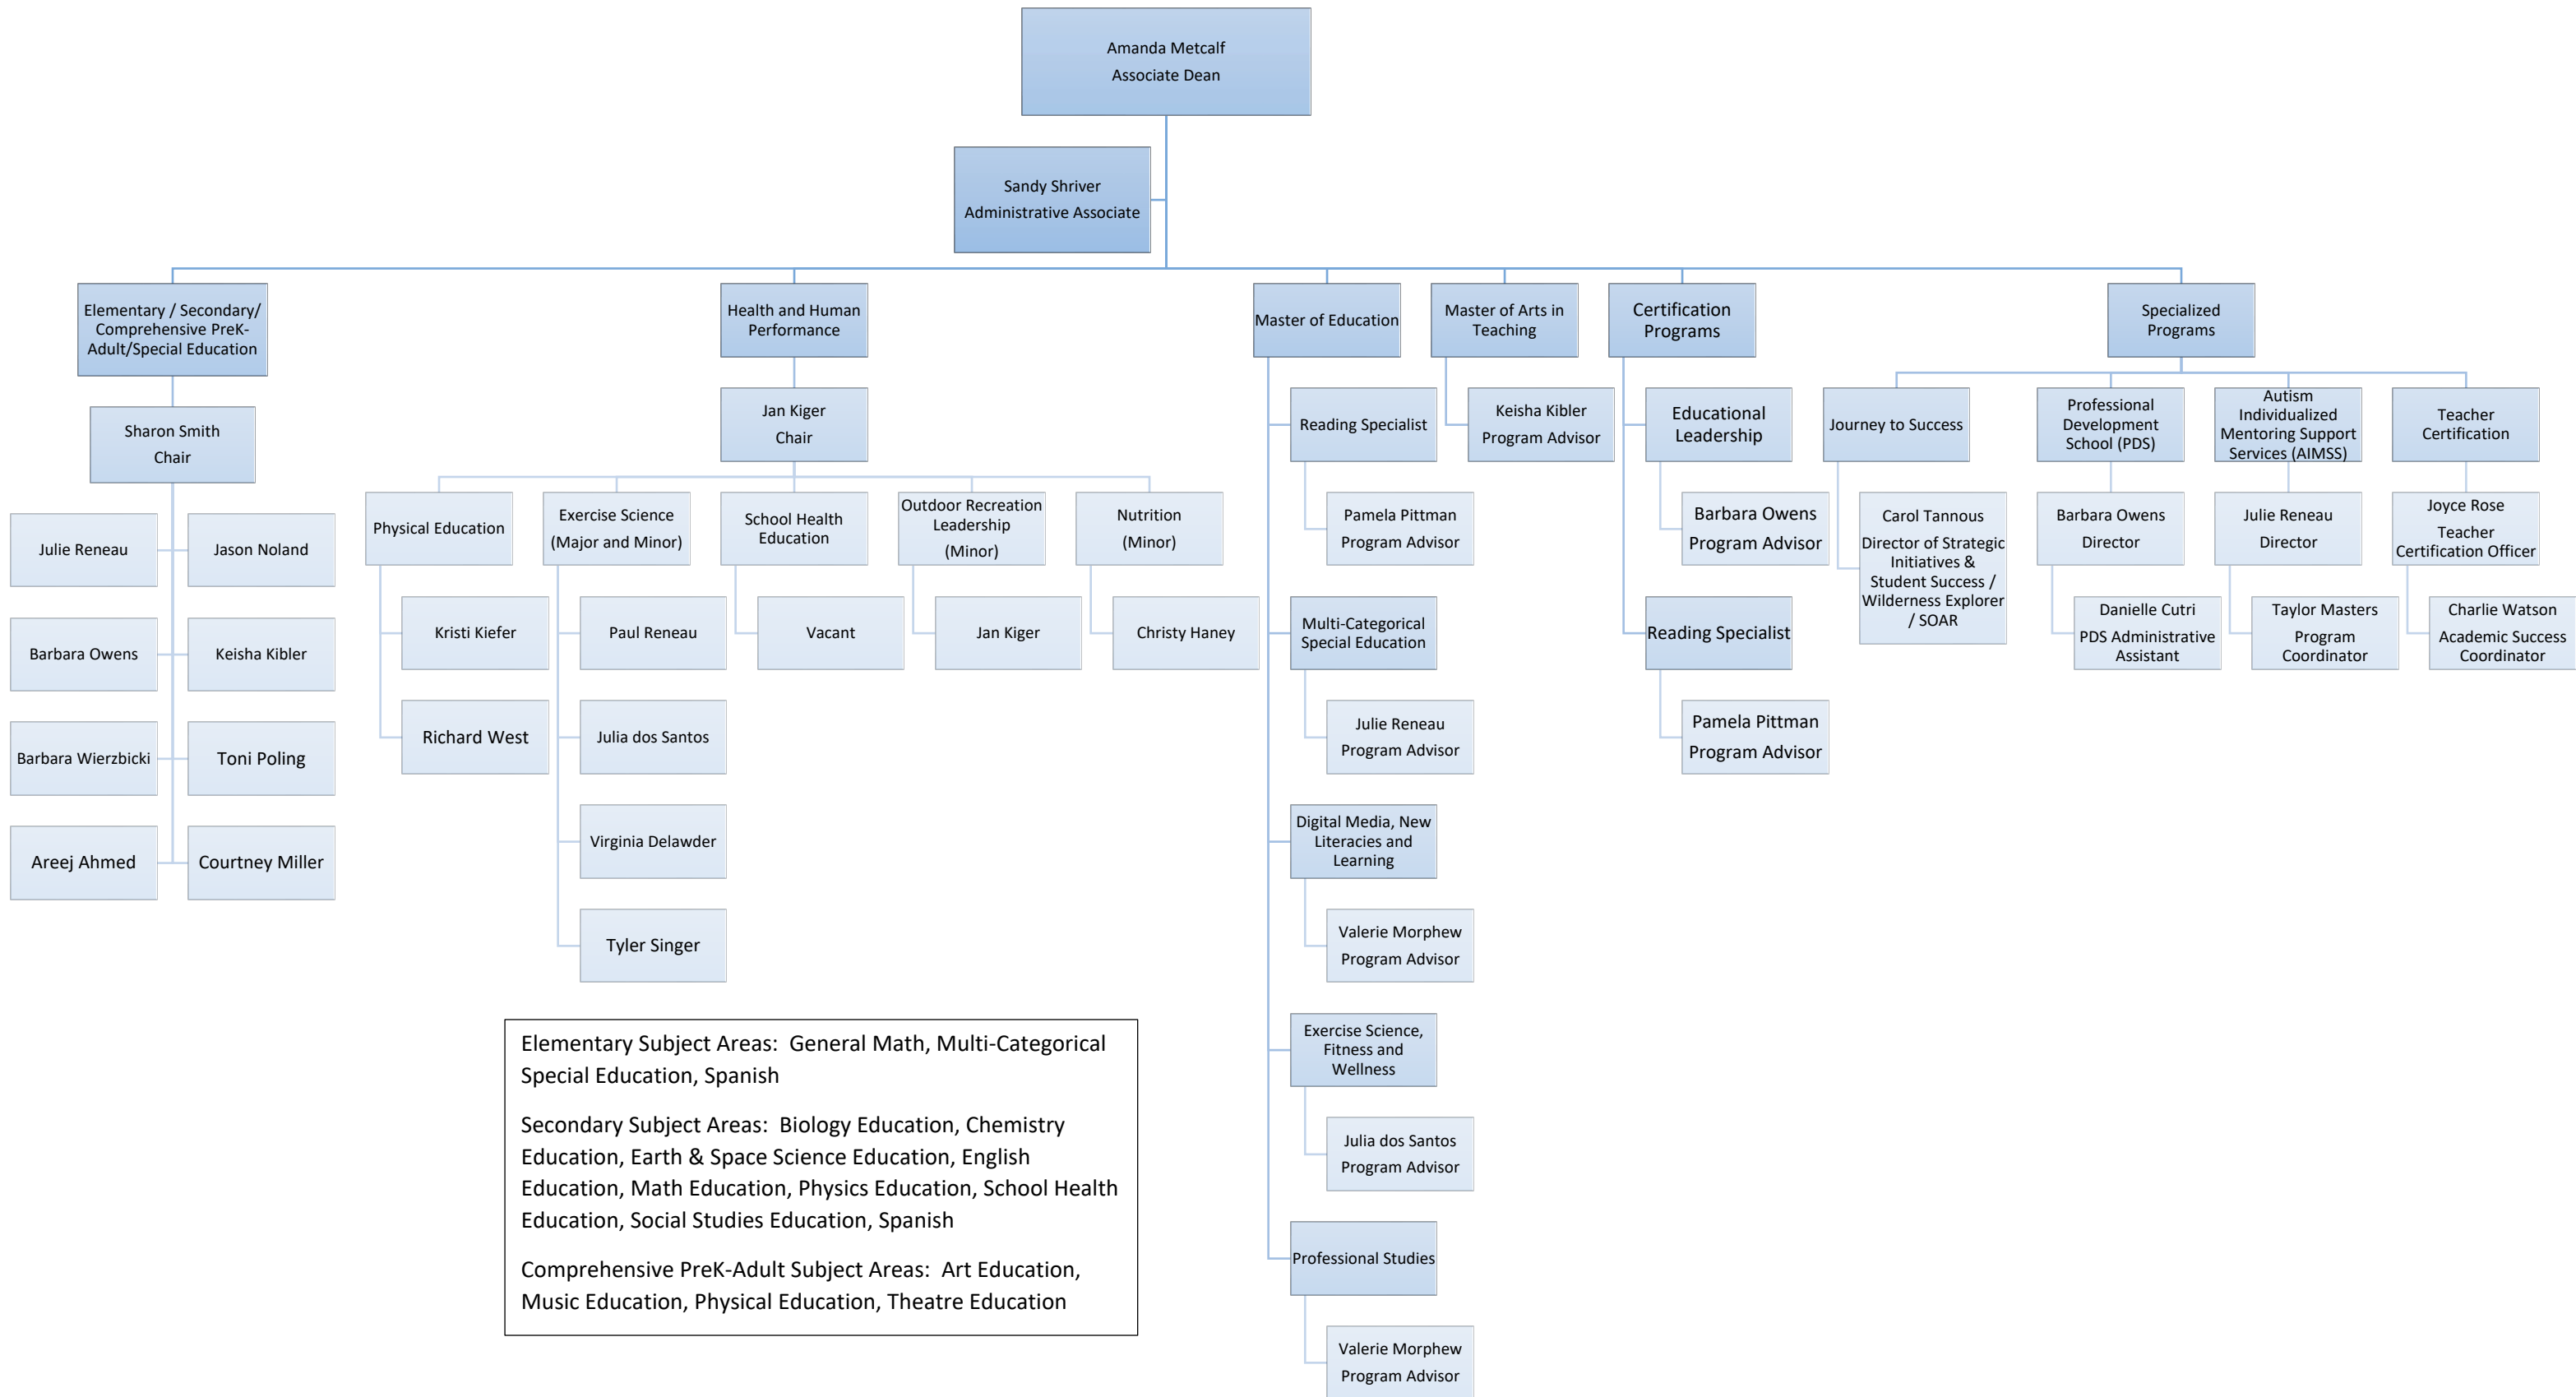 Amanda Metcalf
Associate Dean
Sandy Shriver
Administrative Associate
Elementary / Secondary/
Comprehensive PreK-
Adult/Special Education
Sharon Smith
Chair
Julie Reneau
Jason Noland
Barbara Owens
Keisha Kibler
Barbara Wierzbicki
Toni Poling
Areej Ahmed
Courtney Miller
Health and Human
Performance
Jan Kiger
Chair
Physical Education
Kristi Kiefer
Richard West
Exercise Science
(Major and Minor)
Paul Reneau
Julia dos Santos
Virginia Delawder
Tyler Singer
School Health
Education
Vacant
Outdoor Recreation
Leadership
(Minor)
Jan Kiger
Nutrition
(Minor)
Christy Haney
Master of Education
Reading Specialist
Pamela Pittman
Program Advisor
Multi-Categorical
Special Education
Julie Reneau
Program Advisor
Digital Media, New
Literacies and
Learning
Valerie Morphew
Program Advisor
Exercise Science,
Fitness and
Wellness
Julia dos Santos
Program Advisor
Professional Studies
Valerie Morphew
Program Advisor
Master of Arts in
Teaching
Keisha Kibler
Program Advisor
Certification
Programs
Educational
Leadership
Barbara Owens
Program Advisor
Reading Specialist
Pamela Pittman
Program Advisor
Specialized
Programs
Journey to Success
Carol Tannous
Director of Strategic
Initiatives &
Student Success /
Wilderness Explorer
/ SOAR
Professional
Development
School (PDS)
Barbara Owens
Director
Danielle Cutri
PDS Administrative
Assistant
Autism
Individualized
Mentoring Support
Services (AIMSS)
Julie Reneau
Director
Taylor Masters
Program
Coordinator
Teacher
Certification
Joyce Rose
Teacher
Certification Officer
Charlie Watson
Academic Success
Coordinator
Elementary Subject Areas:  General Math, Multi-Categorical
Special Education, Spanish
Secondary Subject Areas:  Biology Education, Chemistry
Education, Earth & Space Science Education, English
Education, Math Education, Physics Education, School Health
Education, Social Studies Education, Spanish
Comprehensive PreK-Adult Subject Areas:  Art Education,
Music Education, Physical Education, Theatre Education